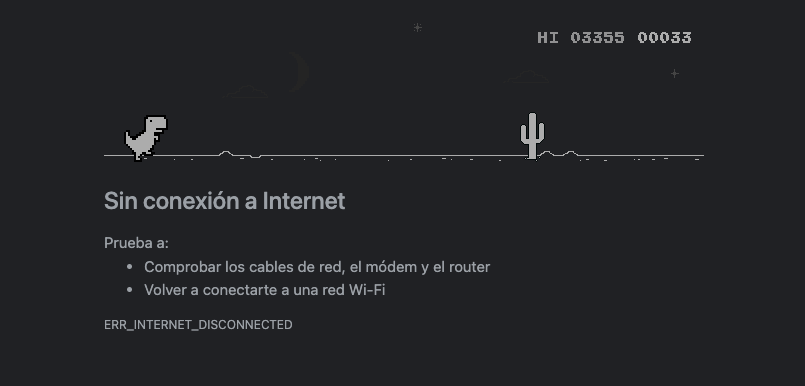 HI 03355 00033
Sin conexión a Internet
Prueba a:
• Comprobar los cables de red, el módem y el router
• Volver a conectarte a una red Wi-Fi
ERR_INTERNET_DISCONNECTED